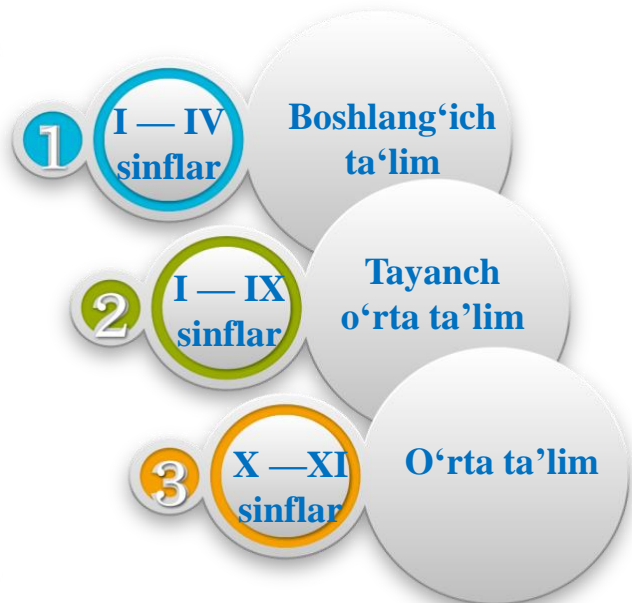 1
I — IV
sinflar
Boshlang‘ich
ta‘lim
2
I — IX
sinflar
Tayanch
o‘rta ta’lim
3
X —XI
sinflar
O‘rta ta’lim